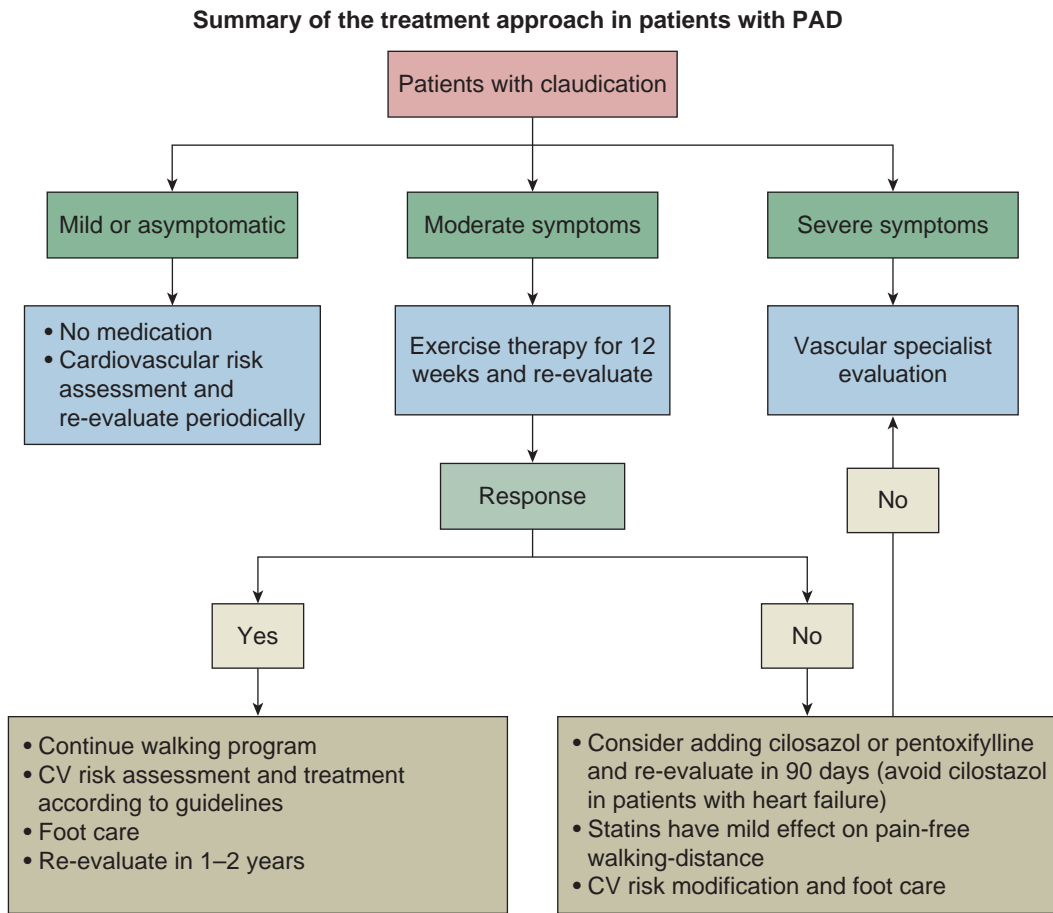 Summary of the treatment approach in patients with PAD
Patients with claudication
Mild or asymptomatic
Moderate symptoms
Severe symptoms
• No medication
• Cardiovascular risk
assessment and
re-evaluate periodically
Exercise therapy for 12
weeks and re-evaluate
Vascular specialist
evaluation
Response
No
Yes
No
• Continue walking program
• CV risk assessment and treatment
according to guidelines
• Foot care
• Re-evaluate in 1–2 years
• Consider adding cilosazol or pentoxifylline
and re-evaluate in 90 days (avoid cilostazol
in patients with heart failure)
• Statins have mild effect on pain-free
walking-distance
• CV risk modification and foot care